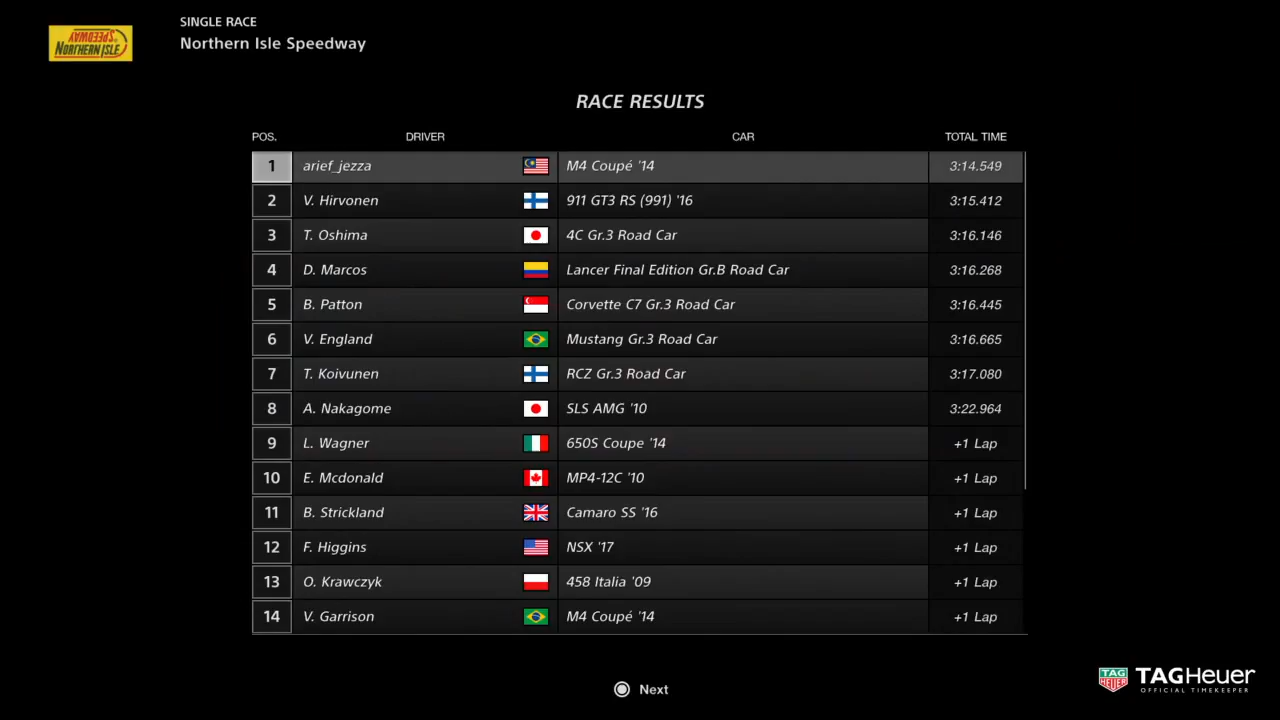 SINGLE RACE
Northern Isle Speedway
SPEEDWAY
NORTHERN ISLE
RACE RESULTS
POS. DRIVER CAR TOTAL TIME
1 arief_jezza M4 Coupé '14 3:14.549
2 V. Hirvonen 911 GT3 RS (991) '16 3:15.412
3 T. Oshima 4C Gr.3 Road Car 3:16.146
4 D. Marcos Lancer Final Edition Gr.B Road Car 3:16.268
5 B. Patton Corvette C7 Gr.3 Road Car 3:16.445
6 V. England Mustang Gr.3 Road Car 3:16.665
7 T. Koivunen RCZ Gr.3 Road Car 3:17.080
8 A. Nakagome SLS AMG '10 3:22.964
9 L. Wagner 650S Coupe '14 +1 Lap
10 E. Mcdonald MP4-12C '10 +1 Lap
11 B. Strickland Camaro SS '16 +1 Lap
12 F. Higgins NSX '17 +1 Lap
13 O. Krawczyk 458 Italia '09 +1 Lap
14 V. Garrison M4 Coupé '14 +1 Lap
Next
TAG HEUER TAGHeuer
OFFICIAL TIMEKEEPER